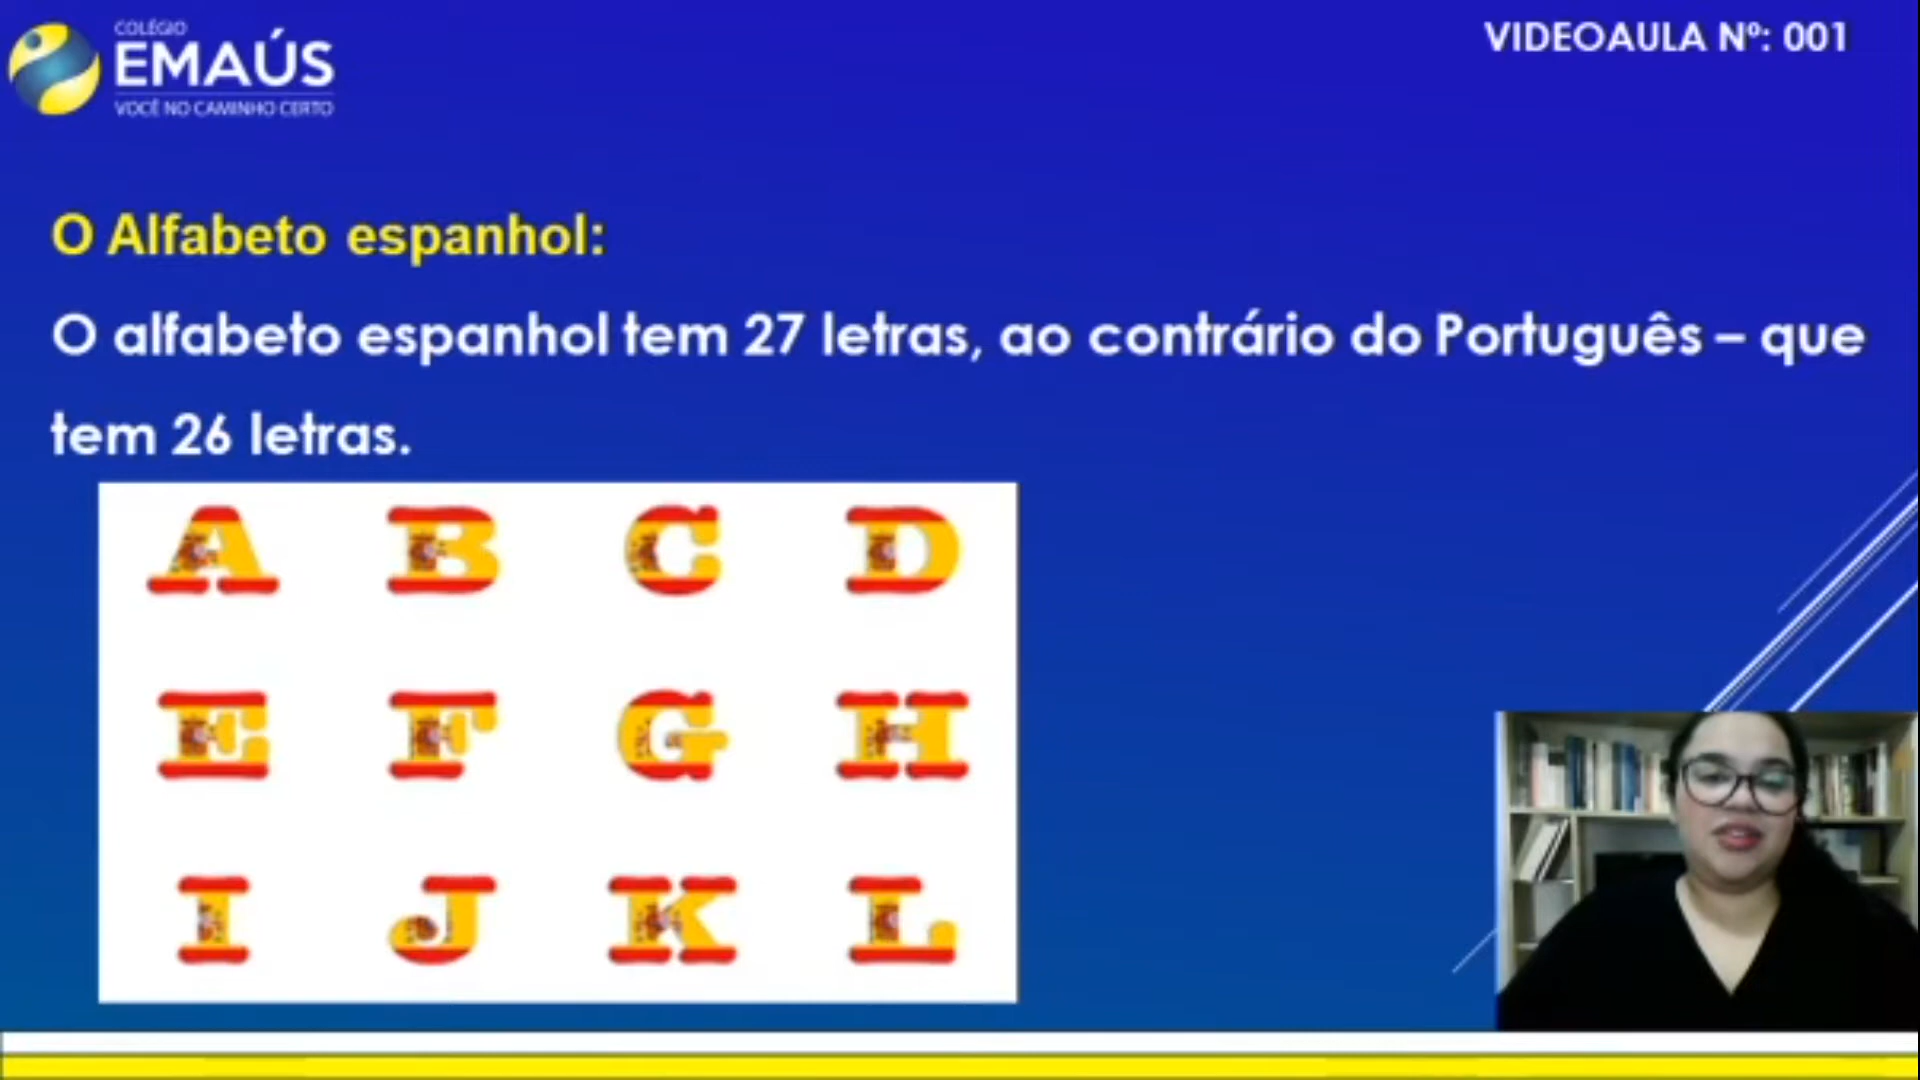 COLÉGIO
EMAÚS
VOCÊ NO CAMINHO CERTO
VIDEOAULA Nº: 001
O Alfabeto espanhol:
O alfabeto espanhol tem 27 letras, ao contrário do Português – que
tem 26 letras.
A B C D
E F G H
I J K L